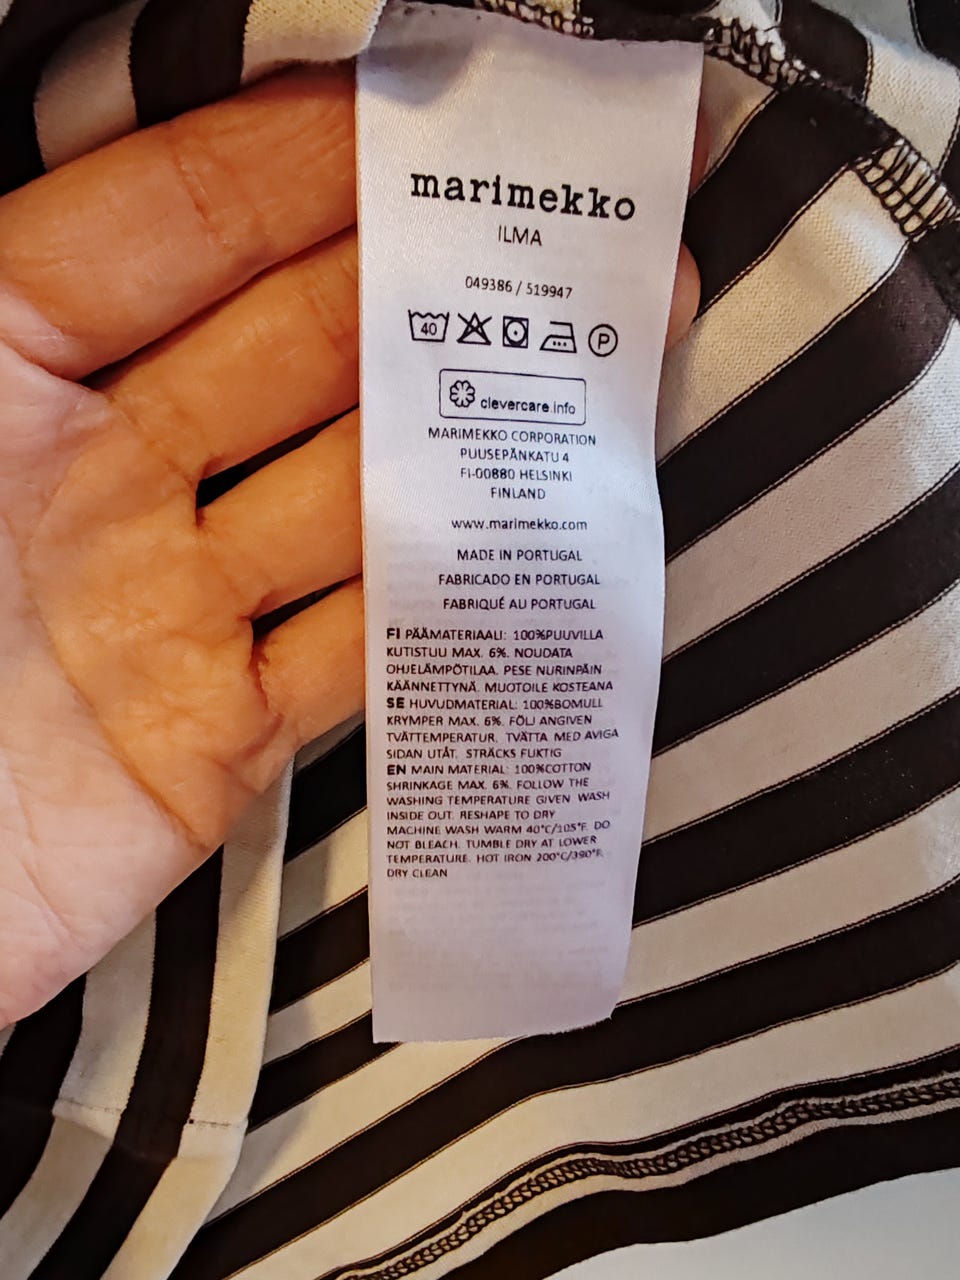 marimekko
ILMA
049386 / 519947
40 P
clevercare.info
MARIMEKKO CORPORATION
PUUSEPÄNKATU 4
FI-00880 HELSINKI
FINLAND
www.marimekko.com
MADE IN PORTUGAL
FABRICADO EN PORTUGAL
FABRIQUÉ AU PORTUGAL
FI PÄÄMATERIAALI: 100%PUUVILLA
KUTISTUU MAX. 6%. NOUDATA
OHJELÄMPÖTILAA. PESE NURINPÄIN
KÄÄNNETTYNÄ. MUOTOILE KOSTEANA
SE HUVUDMATERIAL: 100%BOMULL
KRYMPER MAX. 6%. FÖLJ ANGIVEN
TVÄTTEMPERATUR. TVÄTTA MED AVIGA
SIDAN UTÅT. STRÄCKS FUKTIG
EN MAIN MATERIAL: 100%COTTON
SHRINKAGE MAX. 6%. FOLLOW THE
WASHING TEMPERATURE GIVEN WASH
INSIDE OUT. RESHAPE TO DRY
MACHINE WASH WARM 40°C/105°F. DO
NOT BLEACH. TUMBLE DRY AT LOWER
TEMPERATURE. HOT IRON 200°C/390°F.
DRY CLEAN